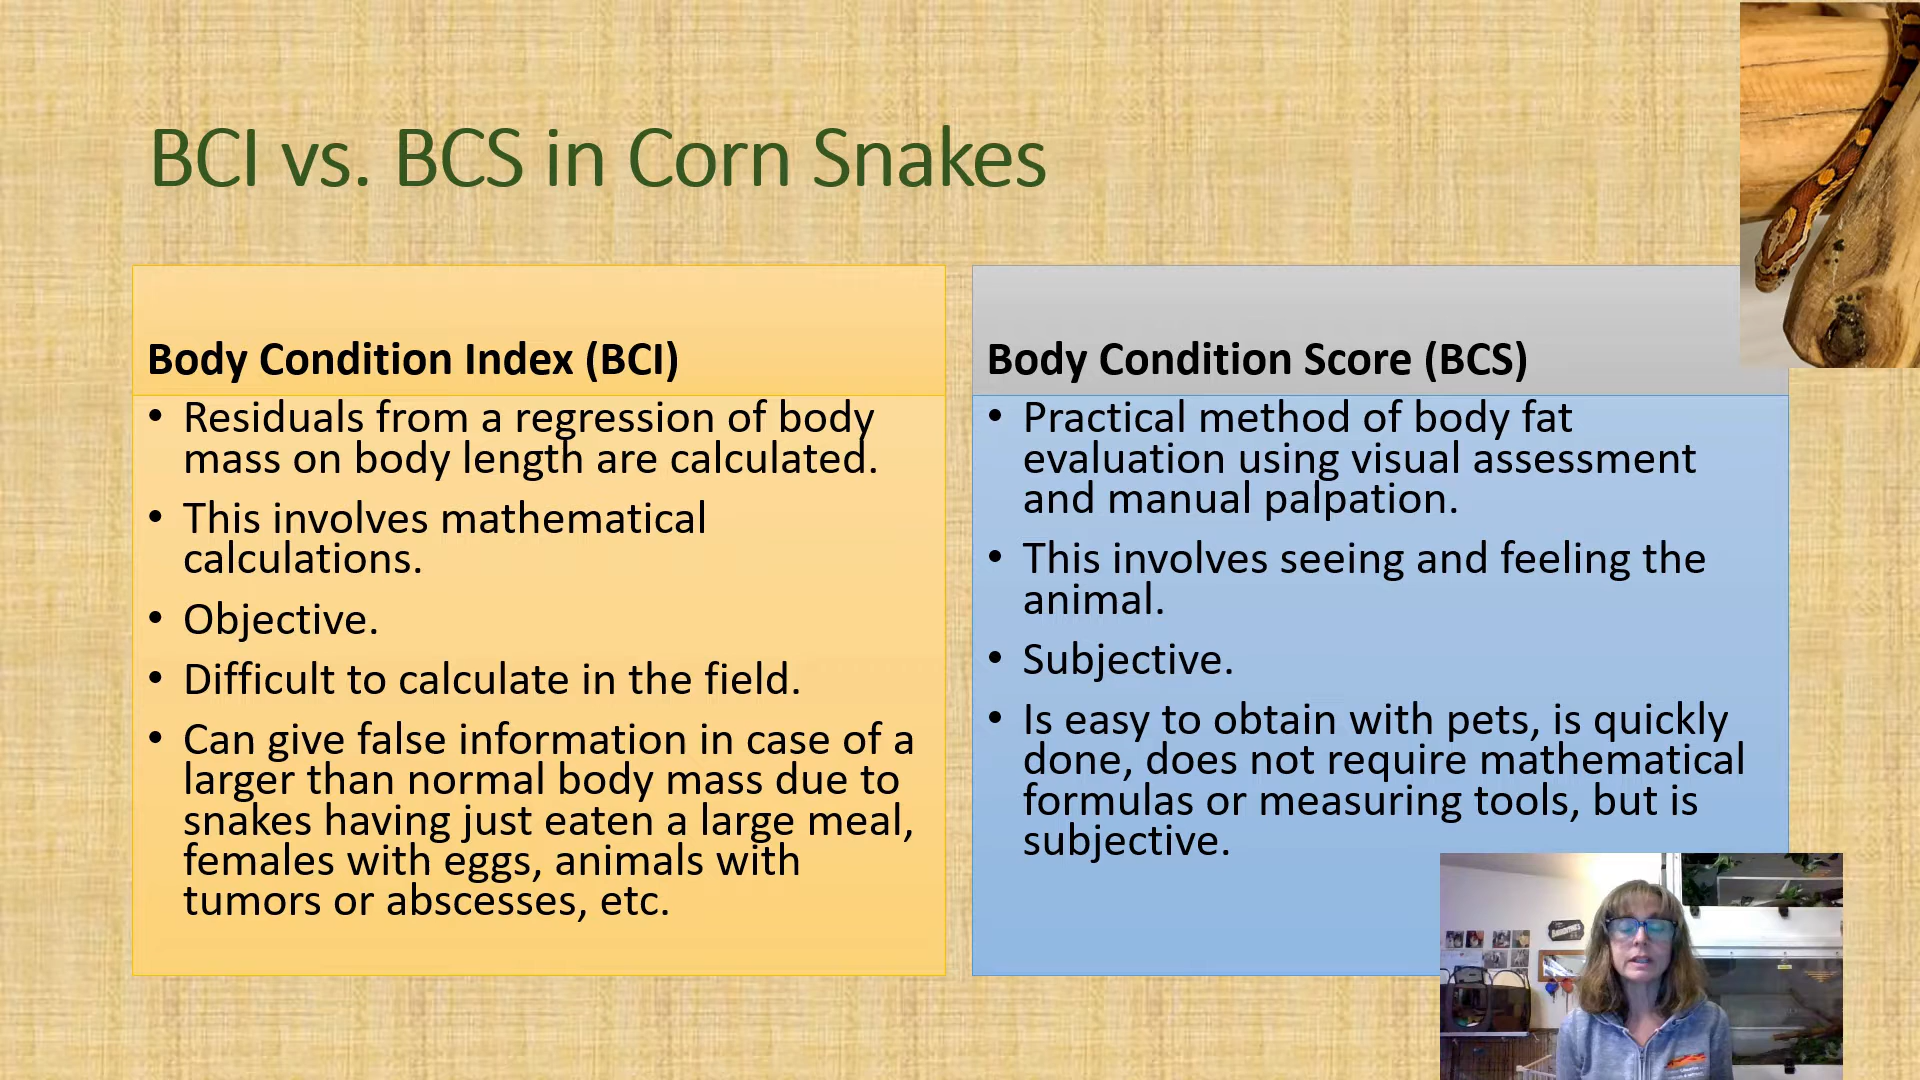 BCI vs. BCS in Corn Snakes
Body Condition Index (BCI)
• Residuals from a regression of body
mass on body length are calculated.
• This involves mathematical
calculations.
• Objective.
• Difficult to calculate in the field.
• Can give false information in case of a
larger than normal body mass due to
snakes having just eaten a large meal,
females with eggs, animals with
tumors or abscesses, etc.
Body Condition Score (BCS)
• Practical method of body fat
evaluation using visual assessment
and manual palpation.
• This involves seeing and feeling the
animal.
• Subjective.
• Is easy to obtain with pets, is quickly
done, does not require mathematical
formulas or measuring tools, but is
subjective.